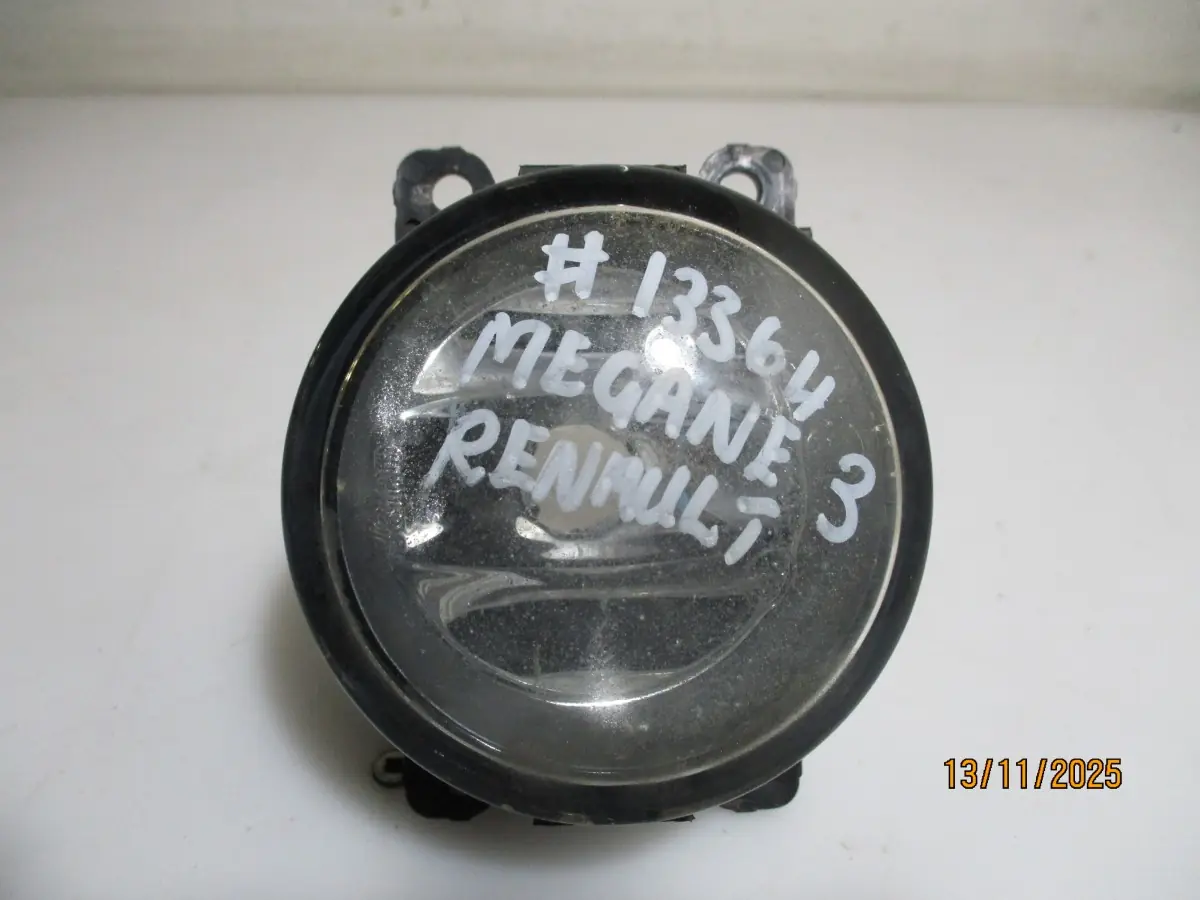 # 13364
MEGANE 3
RENAULT
13/11/2025